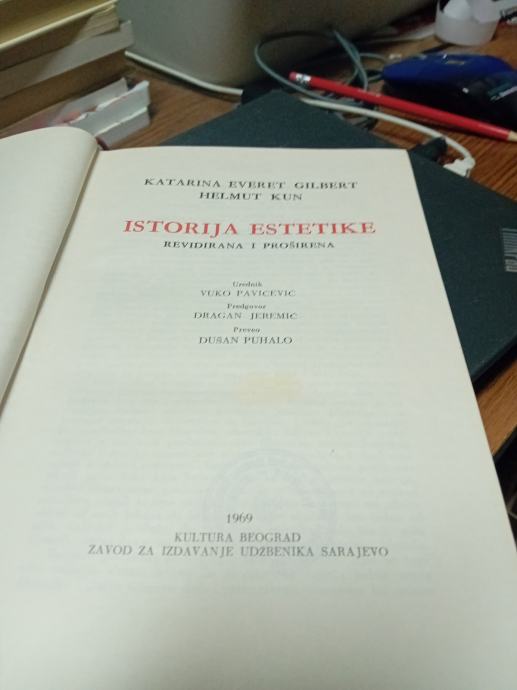 KATARINA EVERET GILBERT
HELMUT KUN
ISTORIJA ESTETIKE
REVIDIRANA I PROŠIRENA
Urednik
VUKO PAVIĆEVIĆ
Predgovor
DRAGAN JEREMIĆ
Preveo
DUŠAN PUHALO
1969
KULTURA BEOGRAD
ZAVOD ZA IZDAVANJE UDŽBENIKA SARAJEVO